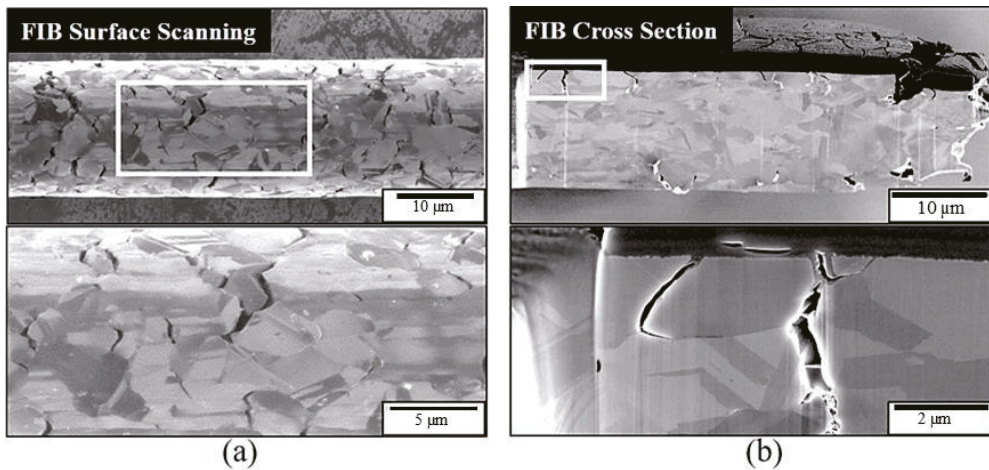 FIB Surface Scanning
10 μm
5 μm
(a)
FIB Cross Section
10 μm
2 μm
(b)